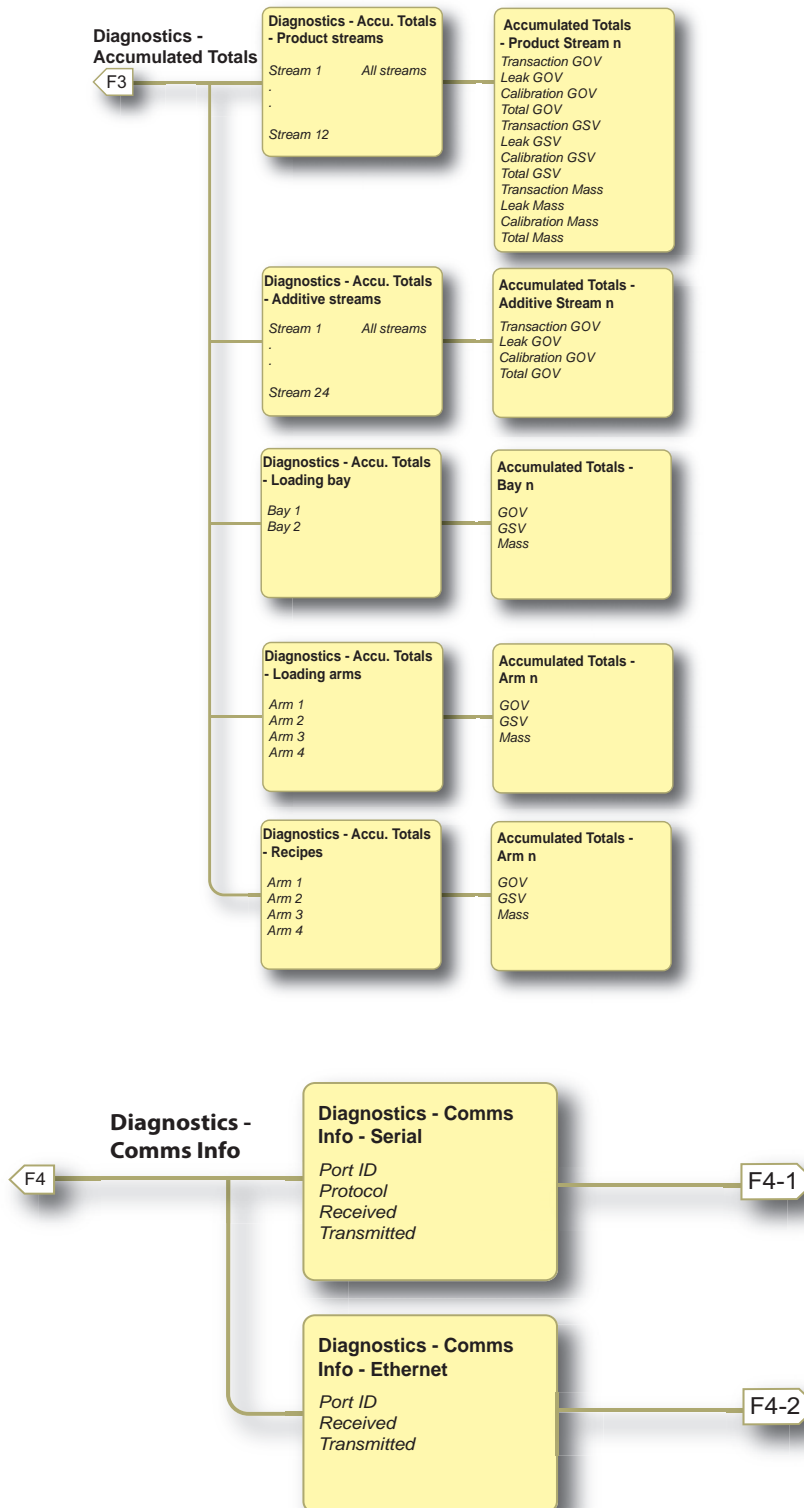 Diagnostics -
Accumulated Totals
F3
Diagnostics - Accu. Totals
- Product streams
Stream 1 All streams
.
.
Stream 12
Accumulated Totals
- Product Stream n
Transaction GOV
Leak GOV
Calibration GOV
Total GOV
Transaction GSV
Leak GSV
Calibration GSV
Total GSV
Transaction Mass
Leak Mass
Calibration Mass
Total Mass
Diagnostics - Accu. Totals
- Additive streams
Stream 1 All streams
.
.
Stream 24
Accumulated Totals -
Additive Stream n
Transaction GOV
Leak GOV
Calibration GOV
Total GOV
Diagnostics - Accu. Totals
- Loading bay
Bay 1
Bay 2
Accumulated Totals -
Bay n
GOV
GSV
Mass
Diagnostics - Accu. Totals
- Loading arms
Arm 1
Arm 2
Arm 3
Arm 4
Accumulated Totals -
Arm n
GOV
GSV
Mass
Diagnostics - Accu. Totals
- Recipes
Arm 1
Arm 2
Arm 3
Arm 4
Accumulated Totals -
Arm n
GOV
GSV
Mass
Diagnostics -
Comms Info
F4
Diagnostics - Comms
Info - Serial
Port ID
Protocol
Received
Transmitted
F4-1
Diagnostics - Comms
Info - Ethernet
Port ID
Received
Transmitted
F4-2